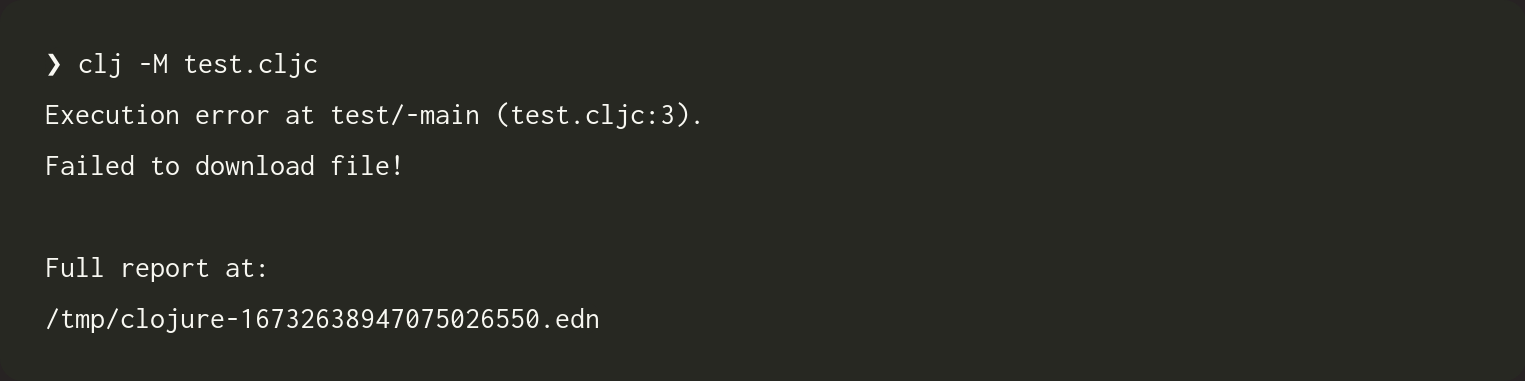 ❯ clj -M test.cljc
Execution error at test/-main (test.cljc:3).
Failed to download file!
Full report at:
/tmp/clojure-16732638947075026550.edn